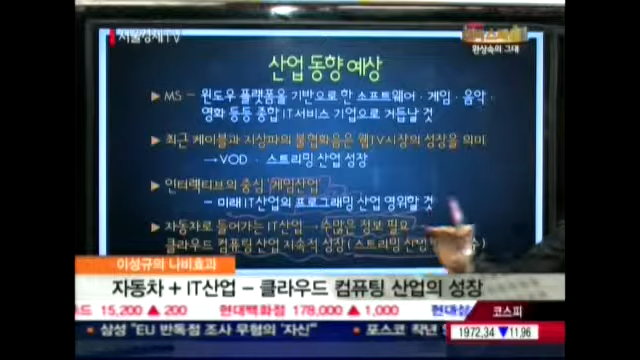 서울경제TV
환상속의 그대
산업 동향 예상
▶ MS - 윈도우 플랫폼을 기반으로 한 소프트웨어 · 게임 · 음악 ·
영화 등등 종합 IT서비스 기업으로 거듭날 것
▶ 최근 케이블과 지상파의 불협화음은 웹TV시장의 성장을 의미
→VOD · 스트리밍 산업 성장
▶ 인터랙티브의 중심 '게임산업'
- 미래 IT산업의 프로그래밍 산업 영위할 것
▶ 자동차로 들어가는 IT산업 → 수많은 정보 필요
클라우드 컴퓨팅 산업 지속적 성장 (스트리밍 산업
이성규의 나비효과
자동차 + IT산업 - 클라우드 컴퓨팅 산업의 성장
15,200 ▲ 200 현대백화점 178,000 ▲ 1,000 코스피
• 삼성 "EU 반독점 조사 무혐의 '자신'" • 포스코 작년 1972,34 ▼11,96